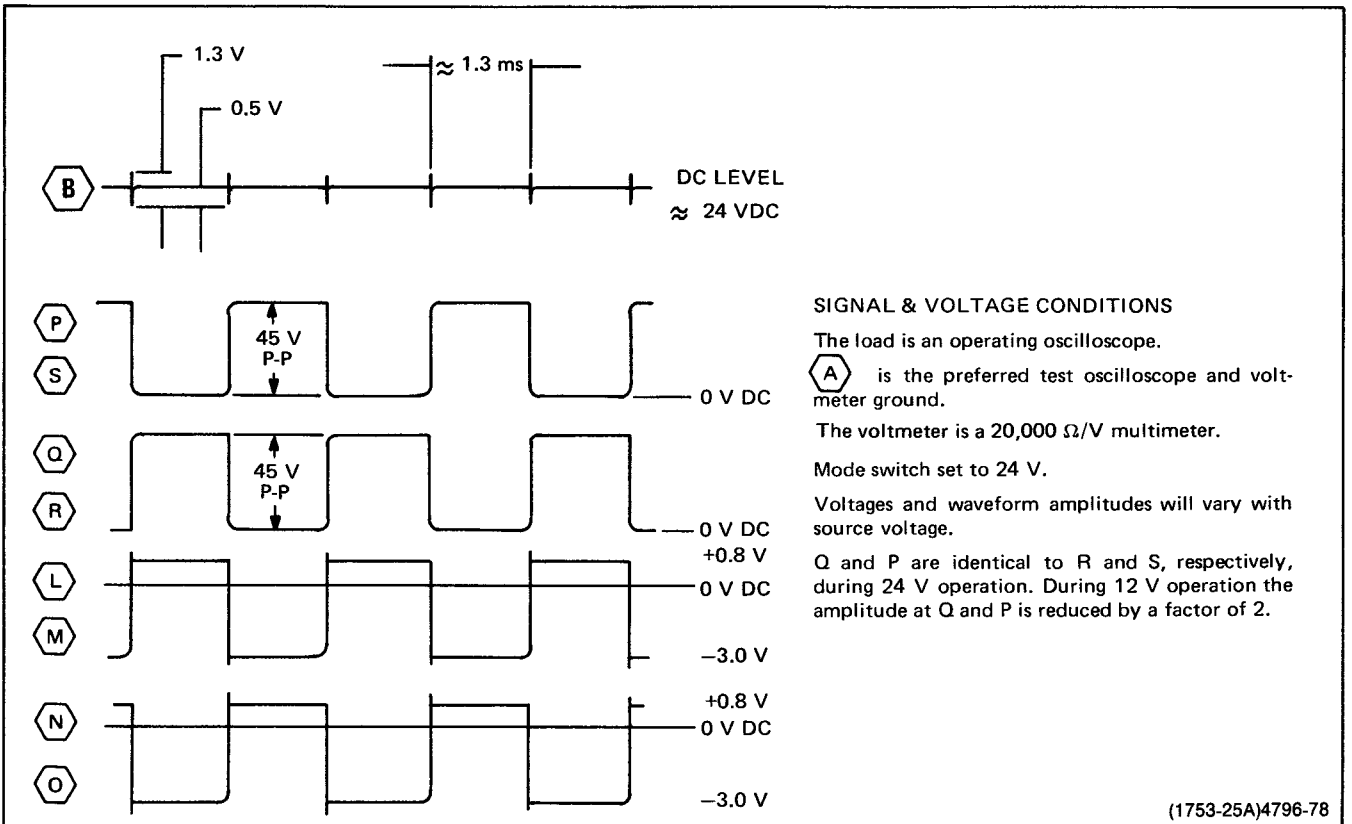 1.3 V
≈ 1.3 ms
0.5 V
B
DC LEVEL
≈ 24 VDC
P
S
45 V
P-P
0 V DC
Q
R
45 V
P-P
0 V DC
L
M
+0.8 V
0 V DC
−3.0 V
N
O
+0.8 V
0 V DC
−3.0 V
SIGNAL & VOLTAGE CONDITIONS
The load is an operating oscilloscope.
A is the preferred test oscilloscope and volt-
meter ground.
The voltmeter is a 20,000 Ω/V multimeter.
Mode switch set to 24 V.
Voltages and waveform amplitudes will vary with
source voltage.
Q and P are identical to R and S, respectively,
during 24 V operation. During 12 V operation the
amplitude at Q and P is reduced by a factor of 2.
(1753-25A)4796-78